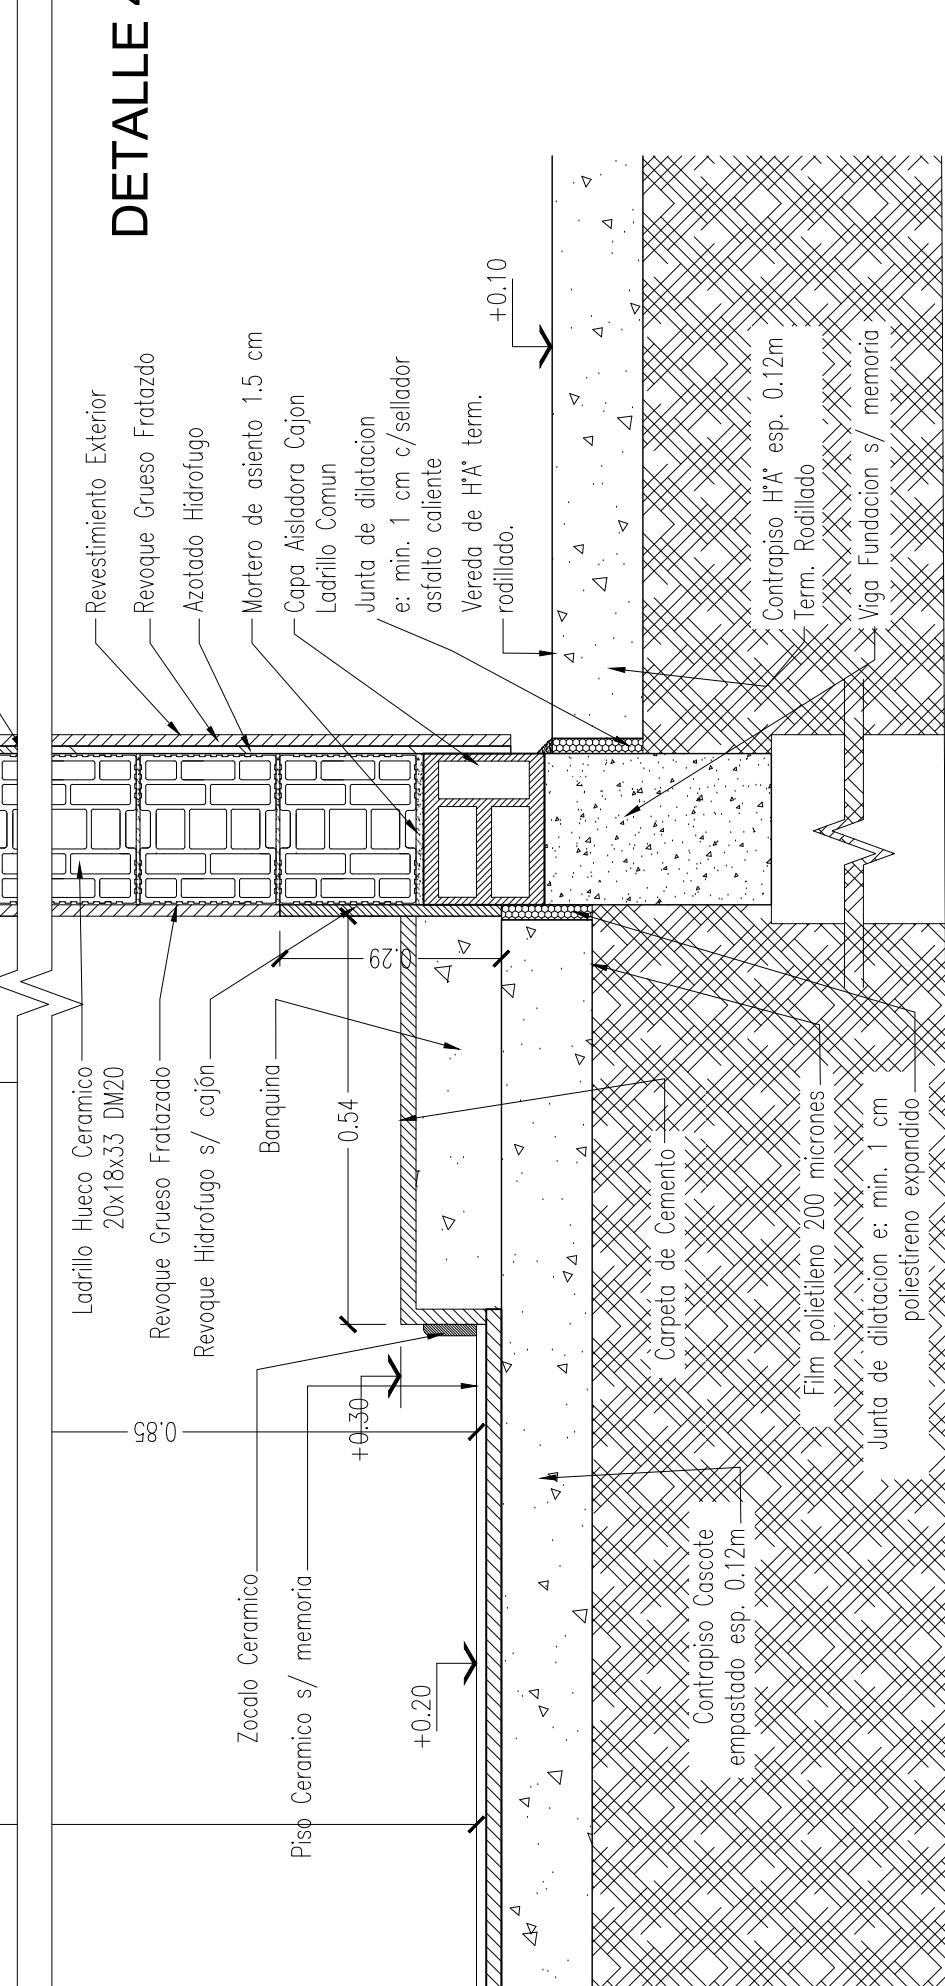 DETALLE
Revestimiento Exterior
Revoque Grueso Fratazdo
Azotado Hidrofugo
Mortero de asiento 1.5 cm
Capa Aisladora Cajon
Ladrillo Comun
Junta de dilatacion
e: min. 1 cm c/sellador
asfalto caliente
Vereda de H°A° term.
rodillado.
+0.10
Contrapiso H°A° esp. 0.12m
Term. Rodillado
Viga Fundacion s/ memoria
Ladrillo Hueco Ceramico
20x18x33 DM20
Revoque Grueso Fratazado
Revoque Hidrofugo s/ cajón
Banquina
0.29
0.54
Carpeta de Cemento
Film polietileno 200 micrones
Junta de dilatacion e: min. 1 cm
poliestireno expandido
0.85
+0.30
Zocalo Ceramico
Piso Ceramico s/ memoria
+0.20
Contrapiso Cascote
empastado esp. 0.12m